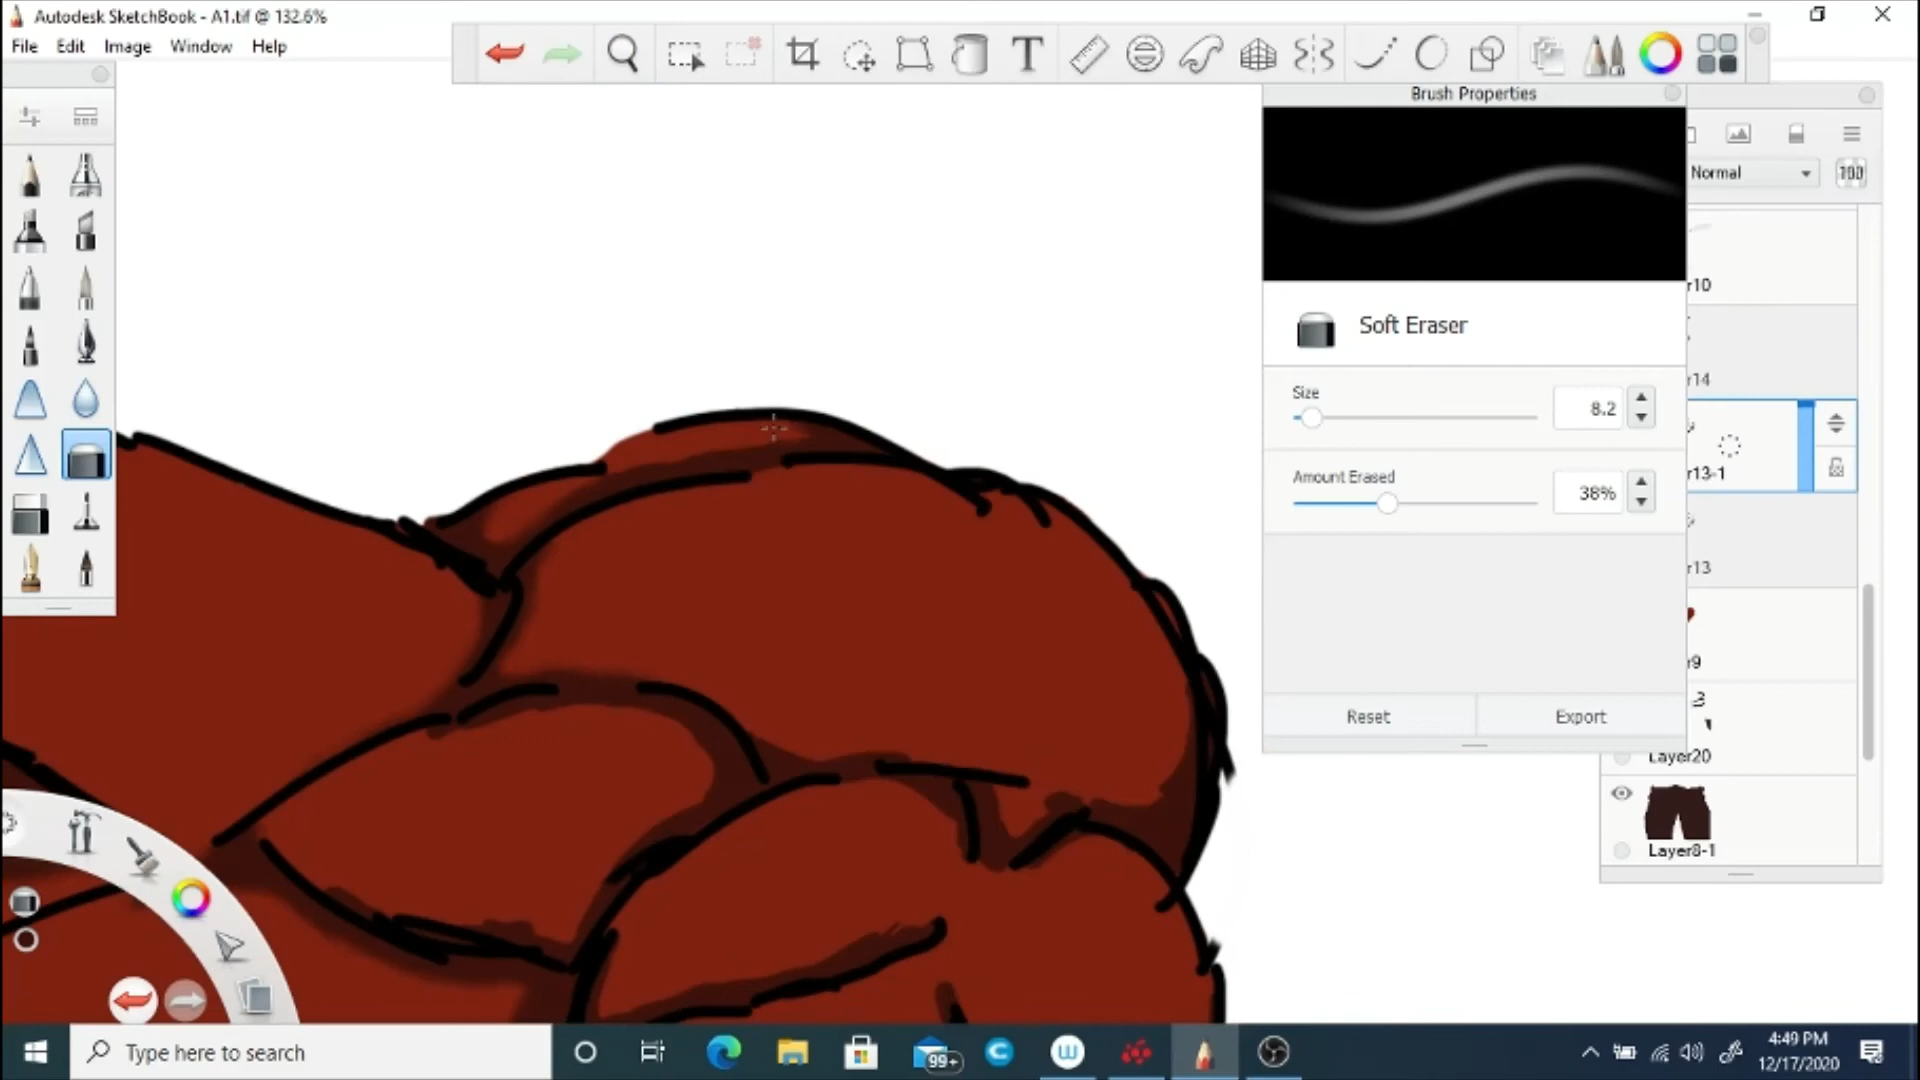 Autodesk SketchBook - A1.tif @ 132.6%
File Edit Image Window Help
T
Brush Properties
Normal
100
Soft Eraser
r10
Size
8.2
r14
Amount Erased
38%
r13-1
r13
r9
Reset Export
Layer20
Layer8-1
Type here to search
99+
4:49 PM
12/17/2020